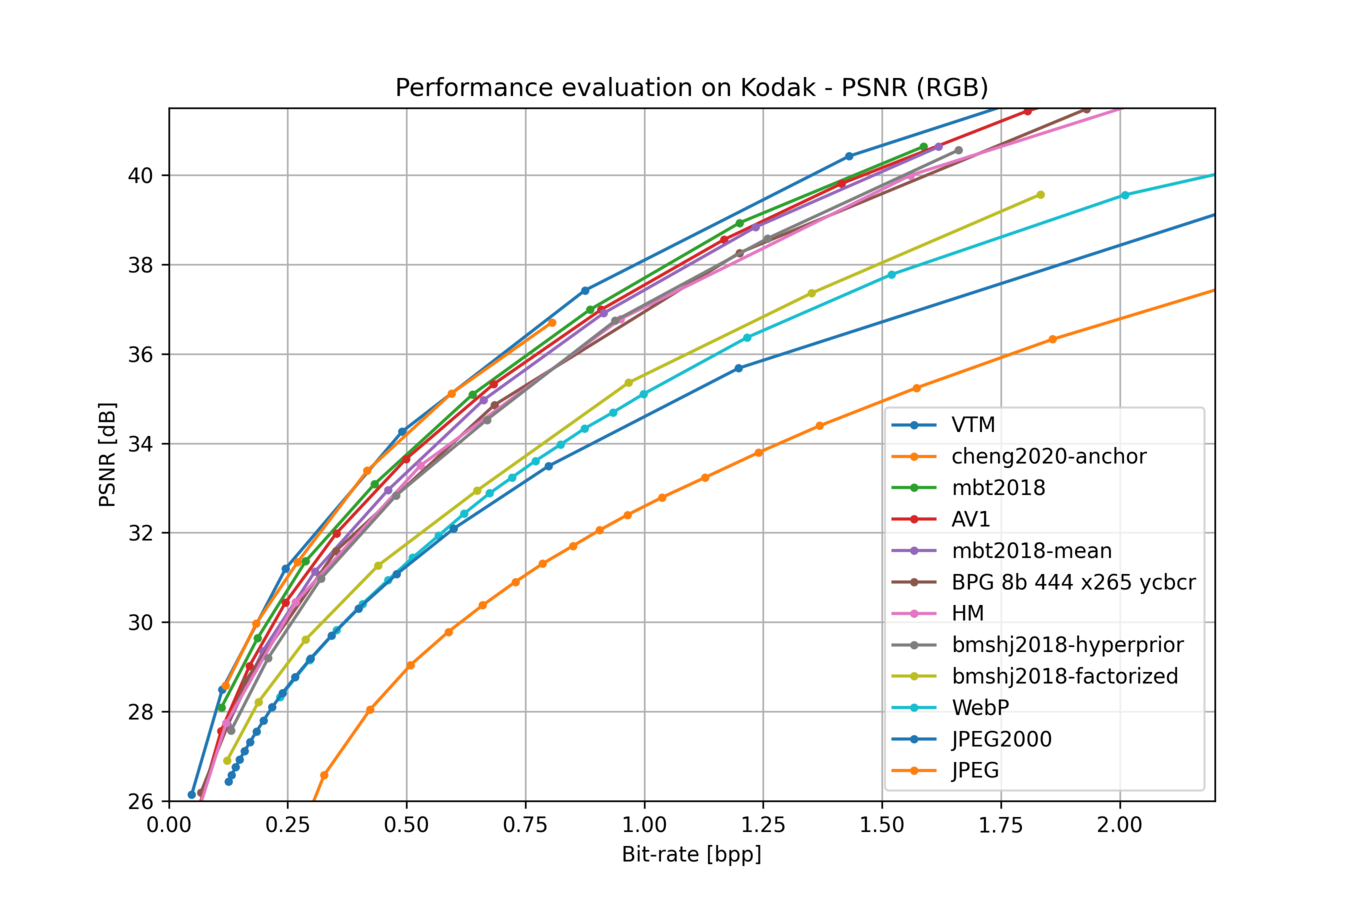 Performance evaluation on Kodak - PSNR (RGB)
PSNR [dB]
40
38
36
34
32
30
28
26
0.00 0.25 0.50 0.75 1.00 1.25 1.50 1.75 2.00
Bit-rate [bpp]
VTM
cheng2020-anchor
mbt2018
AV1
mbt2018-mean
BPG 8b 444 x265 ycbcr
HM
bmshj2018-hyperprior
bmshj2018-factorized
WebP
JPEG2000
JPEG